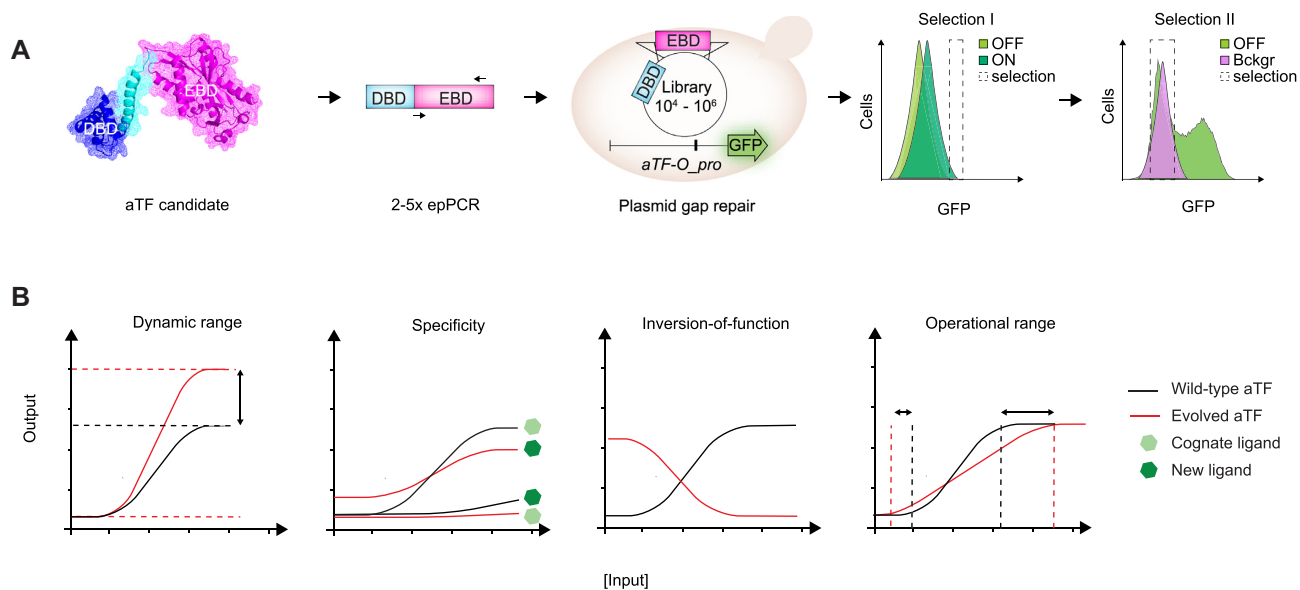 A
DBD
EBD
aTF candidate
DBD EBD
2-5x epPCR
EBD
DBD
Library
10⁴ - 10⁶
GFP
aTF-O_pro
Plasmid gap repair
Selection I
OFF
ON
selection
Cells
GFP
Selection II
OFF
Bckgr
selection
Cells
GFP
B
Dynamic range
Specificity
Inversion-of-function
Operational range
Output
[Input]
Wild-type aTF
Evolved aTF
Cognate ligand
New ligand